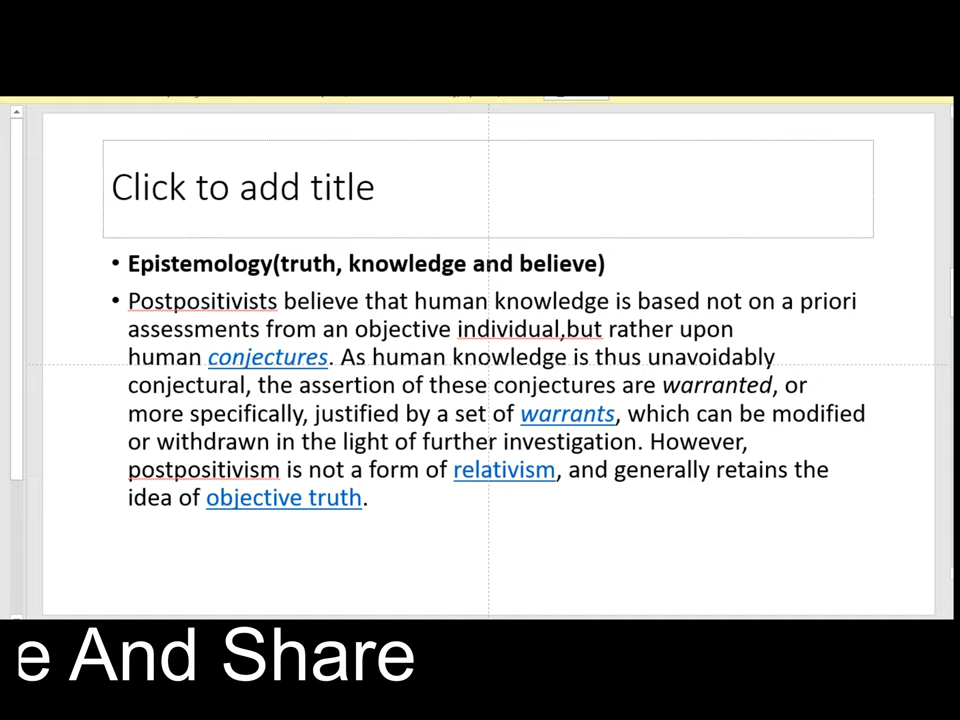 Click to add title
• Epistemology(truth, knowledge and believe)
• Postpositivists believe that human knowledge is based not on a priori
assessments from an objective individual,but rather upon
human conjectures. As human knowledge is thus unavoidably
conjectural, the assertion of these conjectures are warranted, or
more specifically, justified by a set of warrants, which can be modified
or withdrawn in the light of further investigation. However,
postpositivism is not a form of relativism, and generally retains the
idea of objective truth.
e And Share